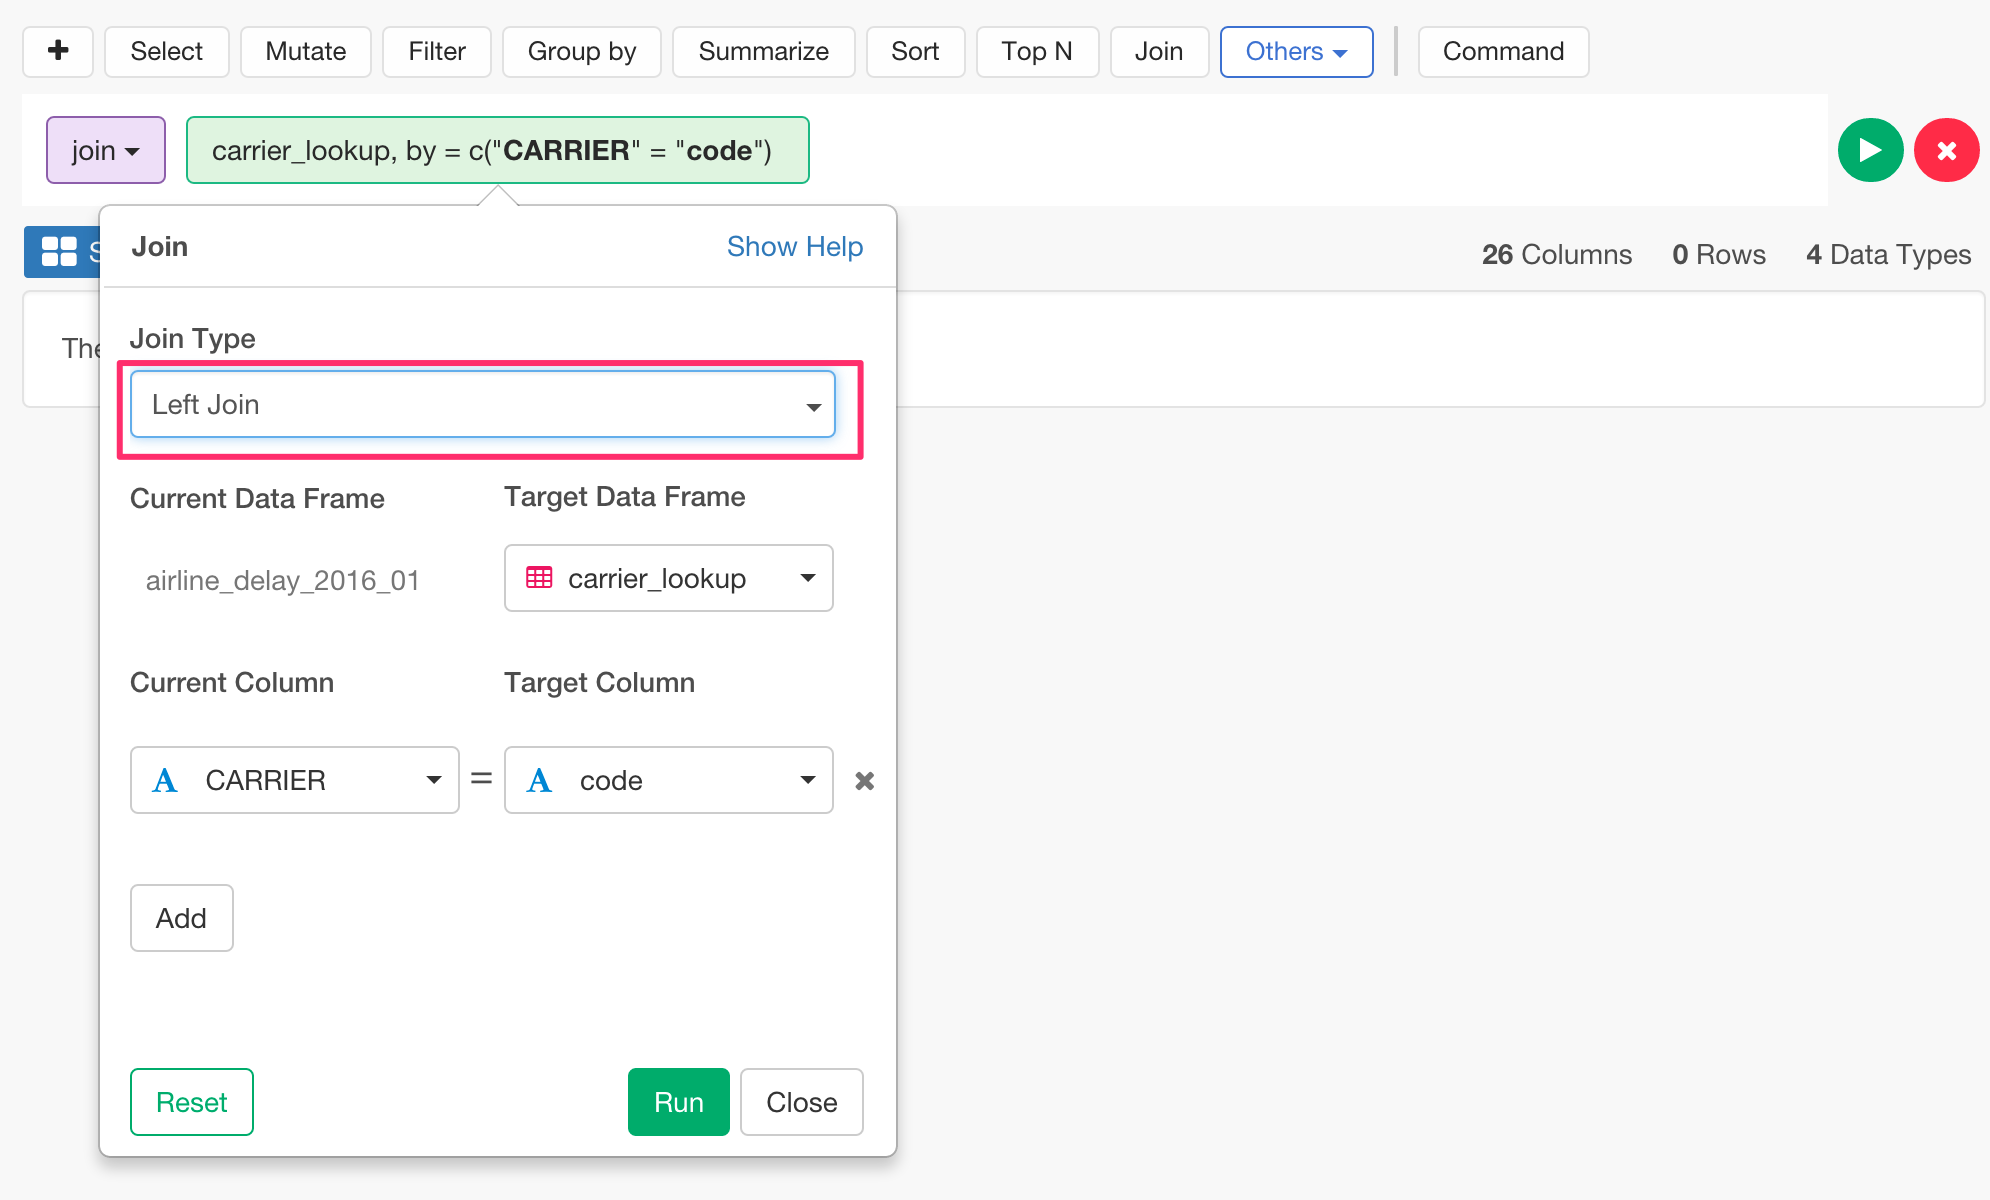 Select Mutate Filter Group by Summarize Sort Top N Join Others Command
join carrier_lookup, by = c("CARRIER" = "code")
S 26 Columns 0 Rows 4 Data Types
Join Show Help
The
Join Type
Left Join
Current Data Frame Target Data Frame
airline_delay_2016_01 carrier_lookup
Current Column Target Column
A CARRIER = A code
Add
Reset Run Close